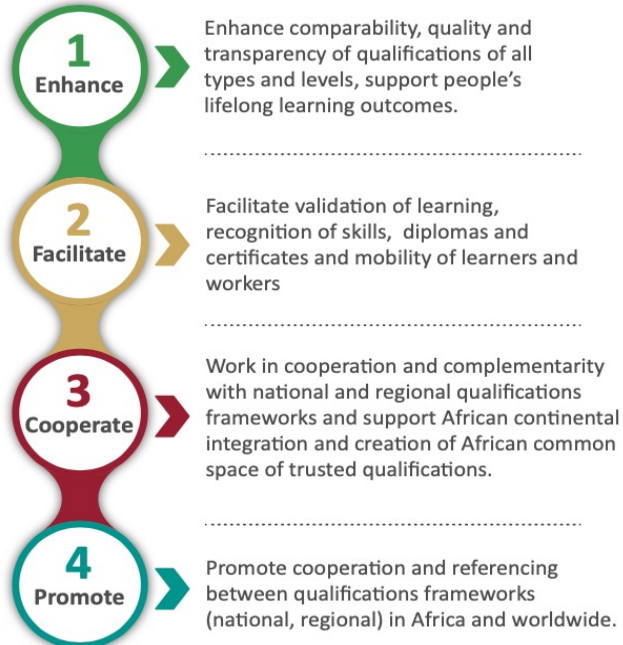 1
Enhance
Enhance comparability, quality and
transparency of qualifications of all
types and levels, support people’s
lifelong learning outcomes.
2
Facilitate
Facilitate validation of learning,
recognition of skills, diplomas and
certificates and mobility of learners and
workers
3
Cooperate
Work in cooperation and complementarity
with national and regional qualifications
frameworks and support African continental
integration and creation of African common
space of trusted qualifications.
4
Promote
Promote cooperation and referencing
between qualifications frameworks
(national, regional) in Africa and worldwide.